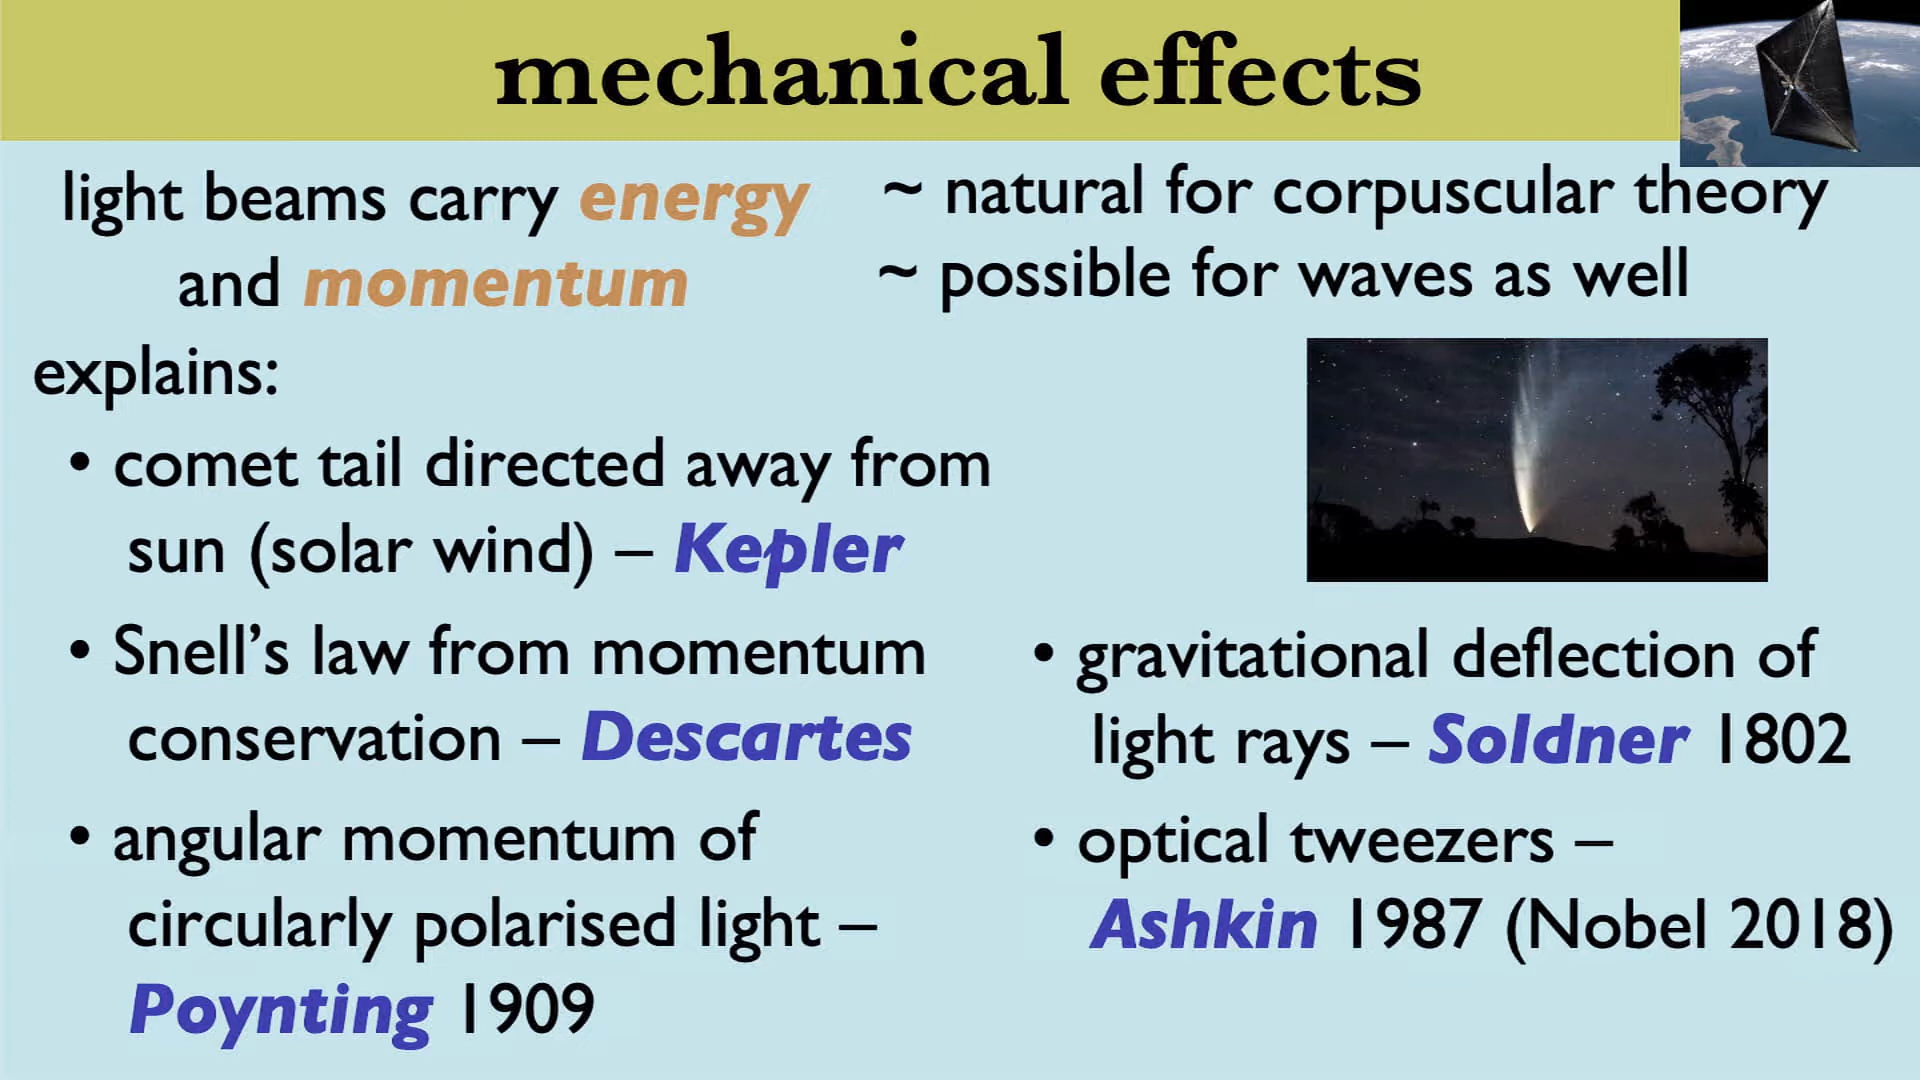 mechanical effects
light beams carry energy
and momentum
~ natural for corpuscular theory
~ possible for waves as well
explains:
• comet tail directed away from
sun (solar wind) – Kepler
• Snell’s law from momentum
conservation – Descartes
• angular momentum of
circularly polarised light –
Poynting 1909
• gravitational deflection of
light rays – Soldner 1802
• optical tweezers –
Ashkin 1987 (Nobel 2018)